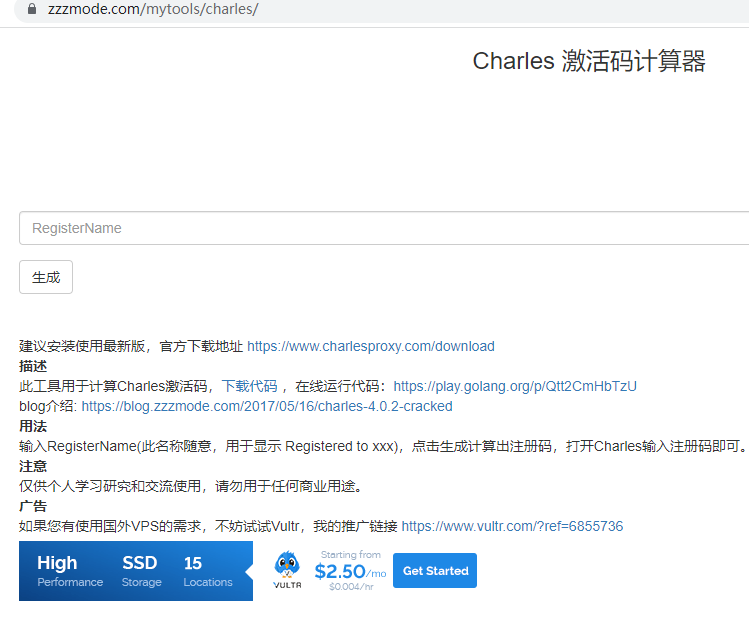 zzzmode.com/mytools/charles/
Charles 激活码计算器
RegisterName
生成
建议安装使用最新版，官方下载地址 https://www.charlesproxy.com/download
描述
此工具用于计算Charles激活码，下载代码 ，在线运行代码：https://play.golang.org/p/Qtt2CmHbTzU
blog介绍: https://blog.zzzmode.com/2017/05/16/charles-4.0.2-cracked
用法
输入RegisterName(此名称随意，用于显示 Registered to xxx)，点击生成计算出注册码，打开Charles输入注册码即可。
注意
仅供个人学习研究和交流使用，请勿用于任何商业用途。
广告
如果您有使用国外VPS的需求，不妨试试Vultr，我的推广链接 https://www.vultr.com/?ref=6855736
High SSD 15
Performance Storage Locations
VULTR
Starting from
$2.50/mo
$0.004/hr
Get Started